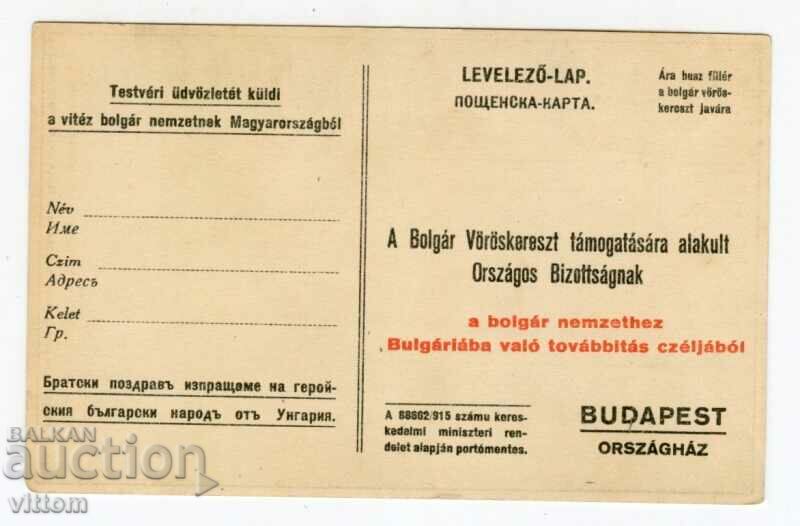 Testvéri üdvözletét küldi
a vitéz bolgár nemzetnek Magyarországból
Név
Име
Czim
Адресъ
Kelet
Гр.
Братски поздравъ изпращаме на герой-
ския български народъ отъ Унгария.
LEVELEZŐ-LAP.
ПОЩЕНСКА-КАРТА.
Ára husz fillér
a bolgár vörös-
kereszt javára
A Bolgár Vöröskereszt támogatására alakult
Országos Bizottságnak
a bolgár nemzethez
Bulgáriába való továbbitás czéljából
A 68662/915 számu keres-
kedelmi miniszteri ren-
delet alapján portómentes.
BUDAPEST
ORSZÁGHÁZ
BALKAN
auction
vittom